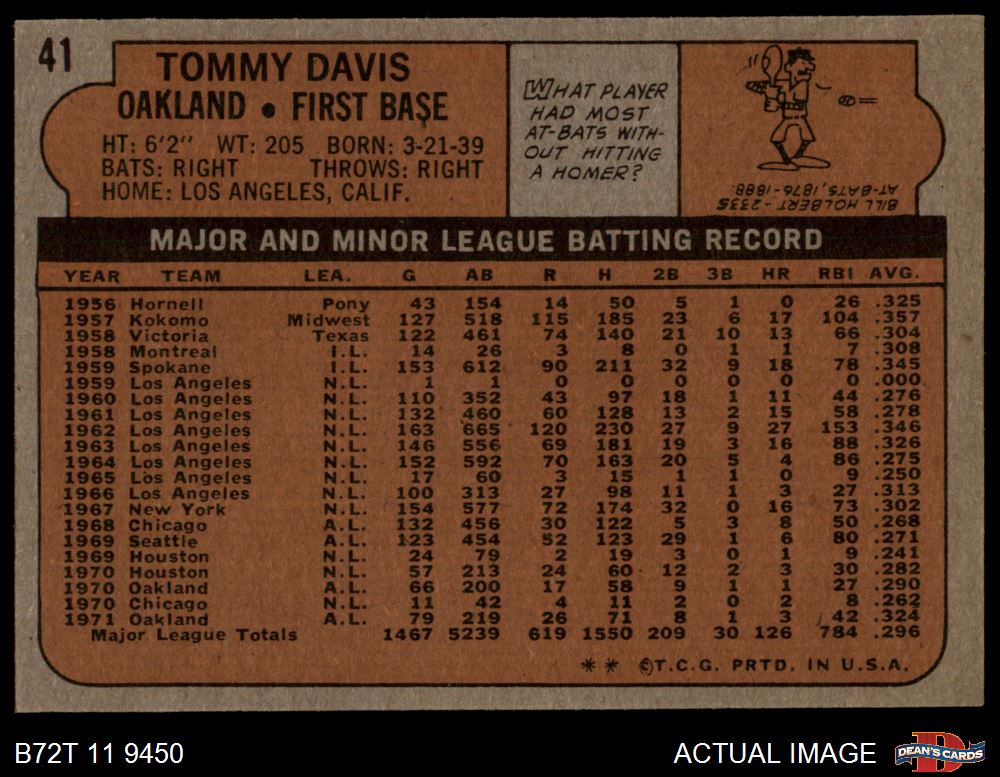 41
TOMMY DAVIS
OAKLAND • FIRST BASE
HT: 6'2" WT: 205 BORN: 3-21-39
BATS: RIGHT THROWS: RIGHT
HOME: LOS ANGELES, CALIF.
WHAT PLAYER
HAD MOST
AT-BATS WITH-
OUT HITTING
A HOMER?
BILL HOLBERT - 2335
AT-BATS, 1876-1888.
MAJOR AND MINOR LEAGUE BATTING RECORD
YEAR TEAM LEA. G AB R H 2B 3B HR RBI AVG.
1956 Hornell Pony 43 154 14 50 5 1 0 26 .325
1957 Kokomo Midwest 127 518 115 185 23 6 17 104 .357
1958 Victoria Texas 122 461 74 140 21 10 13 66 .304
1958 Montreal I.L. 14 26 3 8 0 1 1 7 .308
1959 Spokane I.L. 153 612 90 211 32 9 18 78 .345
1959 Los Angeles N.L. 1 1 0 0 0 0 0 0 .000
1960 Los Angeles N.L. 110 352 43 97 18 1 11 44 .276
1961 Los Angeles N.L. 132 460 60 128 13 2 15 58 .278
1962 Los Angeles N.L. 163 665 120 230 27 9 27 153 .346
1963 Los Angeles N.L. 146 556 69 181 19 3 16 88 .326
1964 Los Angeles N.L. 152 592 70 163 20 5 4 86 .275
1965 Los Angeles N.L. 17 60 3 15 1 1 0 9 .250
1966 Los Angeles N.L. 100 313 27 98 11 1 3 27 .313
1967 New York N.L. 154 577 72 174 32 0 16 73 .302
1968 Chicago A.L. 132 456 30 122 5 3 8 50 .268
1969 Seattle A.L. 123 454 52 123 29 1 6 80 .271
1969 Houston N.L. 24 79 2 19 3 0 1 9 .241
1970 Houston N.L. 57 213 24 60 12 2 3 30 .282
1970 Oakland A.L. 66 200 17 58 9 1 1 27 .290
1970 Chicago N.L. 11 42 4 11 2 0 2 8 .262
1971 Oakland A.L. 79 219 26 71 8 1 3 42 .324
Major League Totals 1467 5239 619 1550 209 30 126 784 .296
** ©T.C.G. PRTD. IN U.S.A.
B72T 11 9450
ACTUAL IMAGE
DEAN'S CARDS